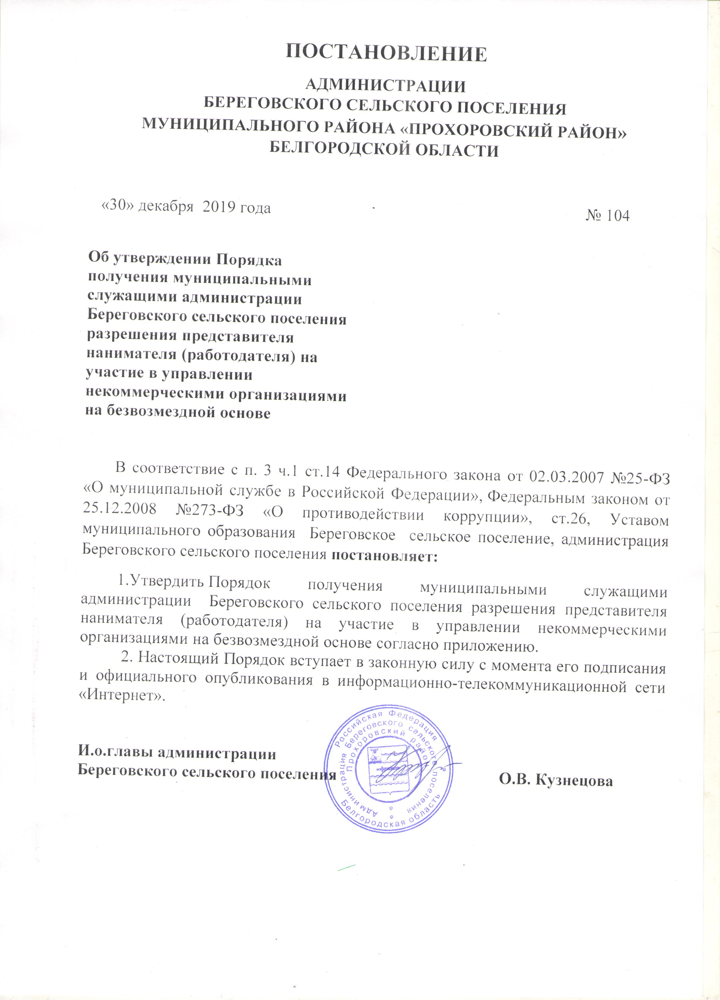 ПОСТАНОВЛЕНИЕ
АДМИНИСТРАЦИИ
БЕРЕГОВСКОГО СЕЛЬСКОГО ПОСЕЛЕНИЯ
МУНИЦИПАЛЬНОГО РАЙОНА «ПРОХОРОВСКИЙ РАЙОН»
БЕЛГОРОДСКОЙ ОБЛАСТИ
«30» декабря 2019 года № 104
Об утверждении Порядка
получения муниципальными
служащими администрации
Береговского сельского поселения
разрешения представителя
нанимателя (работодателя) на
участие в управлении
некоммерческими организациями
на безвозмездной основе
В соответствие с п. 3 ч.1 ст.14 Федерального закона от 02.03.2007 №25-ФЗ
«О муниципальной службе в Российской Федерации», Федеральным законом от
25.12.2008 №273-ФЗ «О противодействии коррупции», ст.26, Уставом
муниципального образования Береговское сельское поселение, администрация
Береговского сельского поселения постановляет:
1.Утвердить Порядок получения муниципальными служащими
администрации Береговского сельского поселения разрешения представителя
нанимателя (работодателя) на участие в управлении некоммерческими
организациями на безвозмездной основе согласно приложению.
2. Настоящий Порядок вступает в законную силу с момента его подписания
и официального опубликования в информационно-телекоммуникационной сети
«Интернет».
И.о.главы администрации
Береговского сельского поселения О.В. Кузнецова
Российская Федерация * Белгородская область *
Администрация Береговского сельского поселения *
Прохоровский район